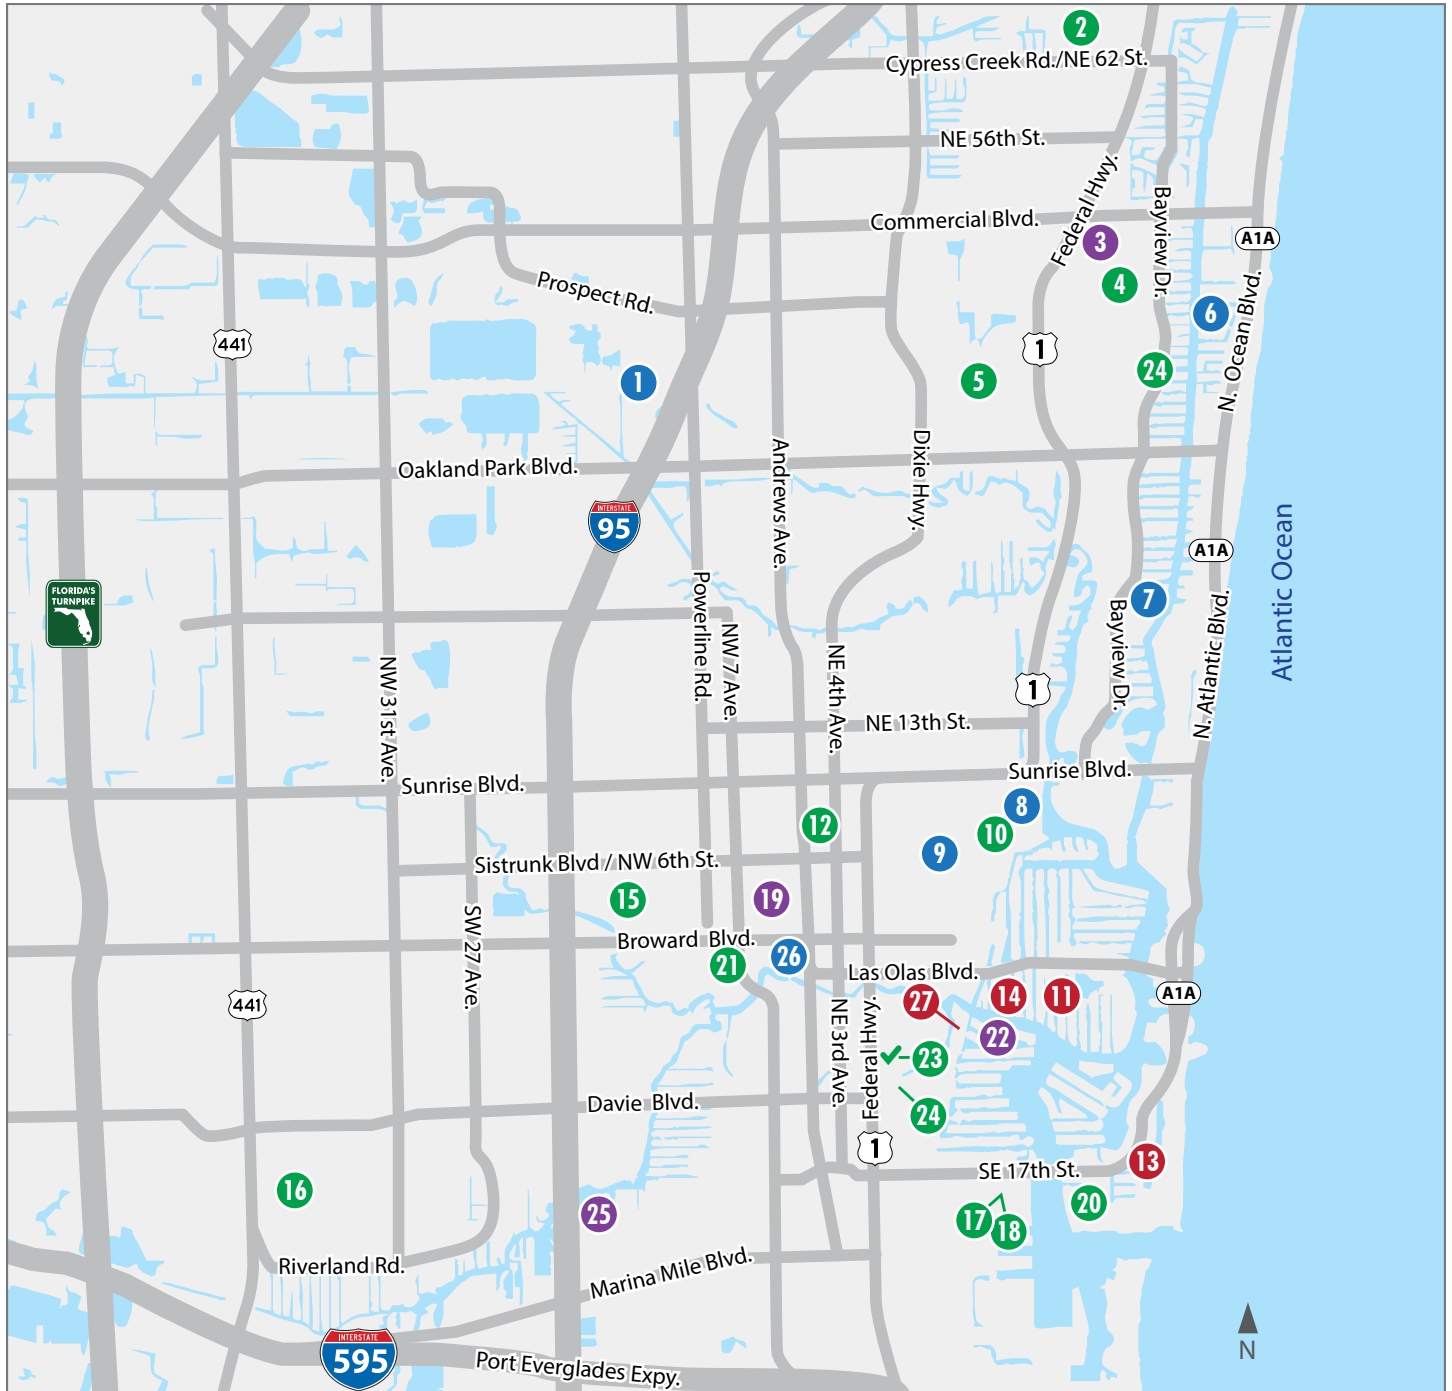 2
Cypress Creek Rd./NE 62 St.
NE 56th St.
Federal Hwy.
Bayview Dr.
Commercial Blvd.
3
A1A
4
Prospect Rd.
6
N. Ocean Blvd.
441
1
1
5
24
Oakland Park Blvd.
Andrews Ave.
Dixie Hwy.
INTERSTATE
95
A1A
Atlantic Ocean
FLORIDA'S
TURNPIKE
Powerline Rd.
NW 7 Ave.
7
Bayview Dr.
N. Atlantic Blvd.
NW 31st Ave.
NE 4th Ave.
1
NE 13th St.
Sunrise Blvd.
Sunrise Blvd.
8
12
10
9
Sistrunk Blvd / NW 6th St.
15
19
SW 27 Ave.
Broward Blvd.
21
26
Las Olas Blvd.
441
27
14
11
A1A
22
NE 3rd Ave.
Federal Hwy.
23
Davie Blvd.
24
1
SE 17th St.
13
16
25
17
18
20
Riverland Rd.
Marina Mile Blvd.
INTERSTATE
595
Port Everglades Expy.
N